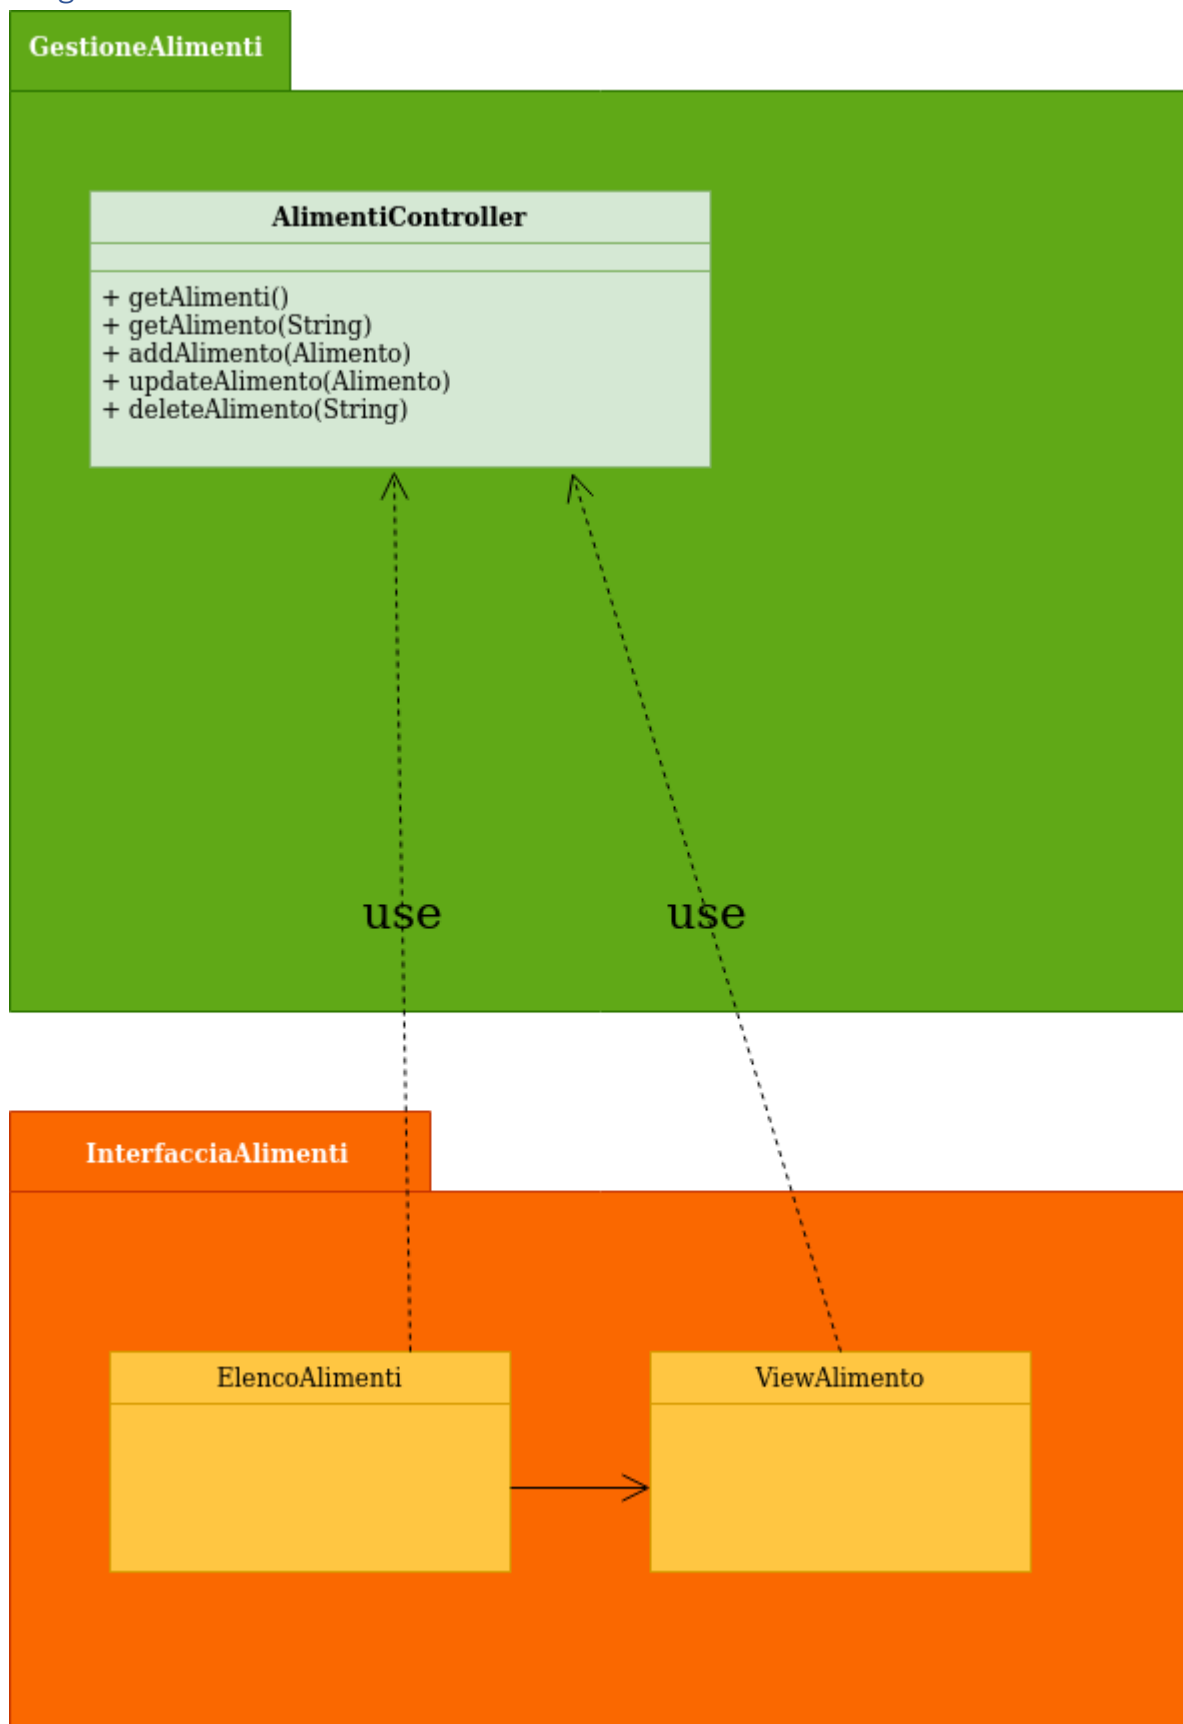 GestioneAlimenti
AlimentiController
+ getAlimenti()
+ getAlimento(String)
+ addAlimento(Alimento)
+ updateAlimento(Alimento)
+ deleteAlimento(String)
use
use
InterfacciaAlimenti
ElencoAlimenti
ViewAlimento